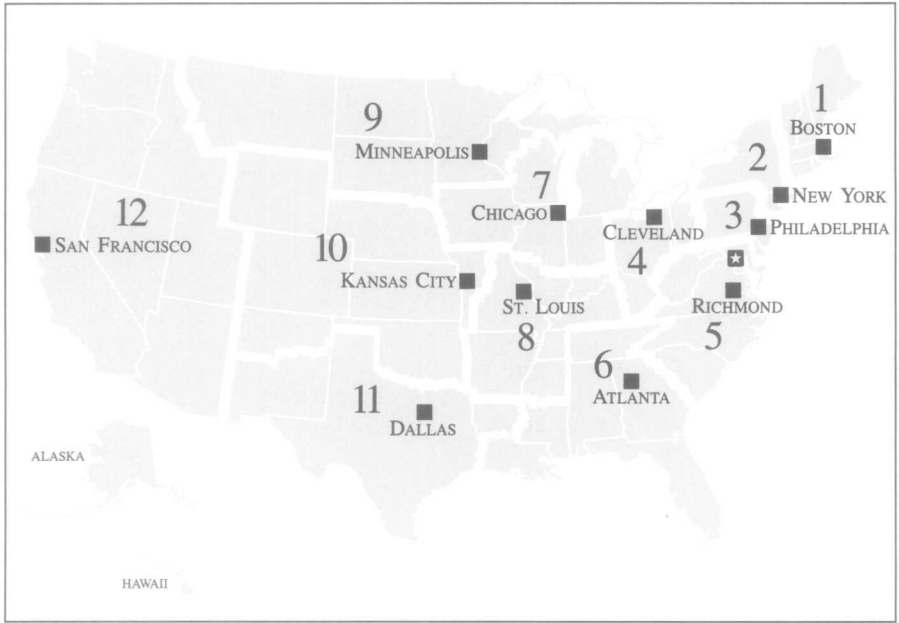 1
BOSTON
2
NEW YORK
3
PHILADELPHIA
CLEVELAND
4
RICHMOND
5
6
ATLANTA
7
CHICAGO
ST. LOUIS
8
9
MINNEAPOLIS
10
KANSAS CITY
11
DALLAS
12
SAN FRANCISCO
ALASKA
HAWAII